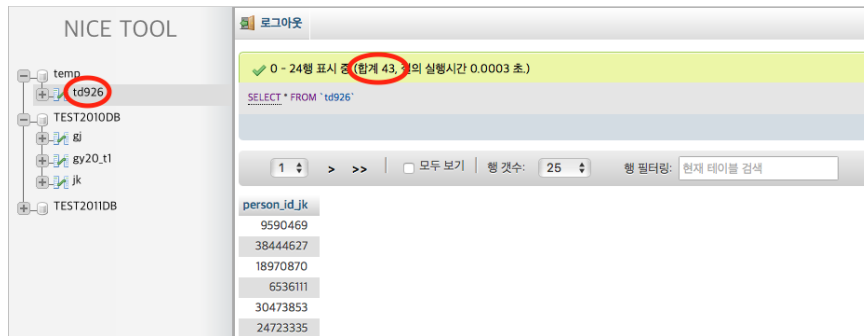 NICE TOOL
temp
td926
TEST2010DB
gj
gy20_t1
jk
TEST2011DB
로그아웃
0 - 24행 표시 중 (합계 43, 질의 실행시간 0.0003 초.)
SELECT * FROM `td926`
1 > >> 모두 보기 행 갯수: 25 행 필터링: 현재 테이블 검색
person_id_jk
9590469
38444627
18970870
6536111
30473853
24723335